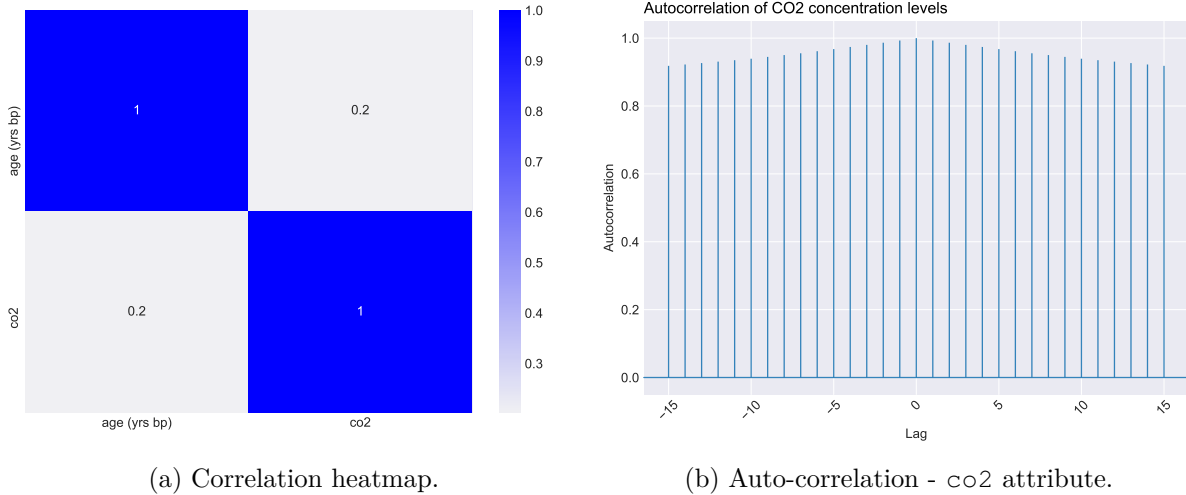 age (yrs bp)
co2
1
0.2
0.2
1
age (yrs bp)
co2
1.0
0.9
0.8
0.7
0.6
0.5
0.4
0.3
(a) Correlation heatmap.
Autocorrelation of CO2 concentration levels
Autocorrelation
1.0
0.8
0.6
0.4
0.2
0.0
−15
−10
−5
0
5
10
15
Lag
(b) Auto-correlation - co2 attribute.